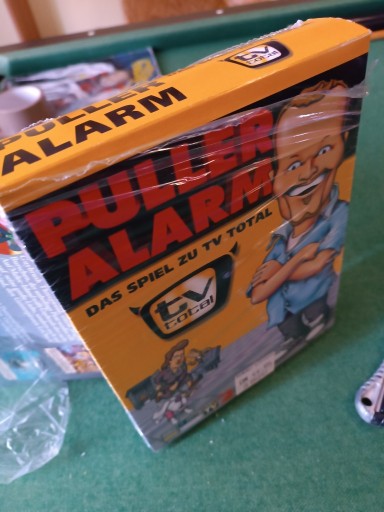 PULLER
ALARM
tv
total
PULLER
ALARM
DAS SPIEL ZU TV TOTAL
tv
total